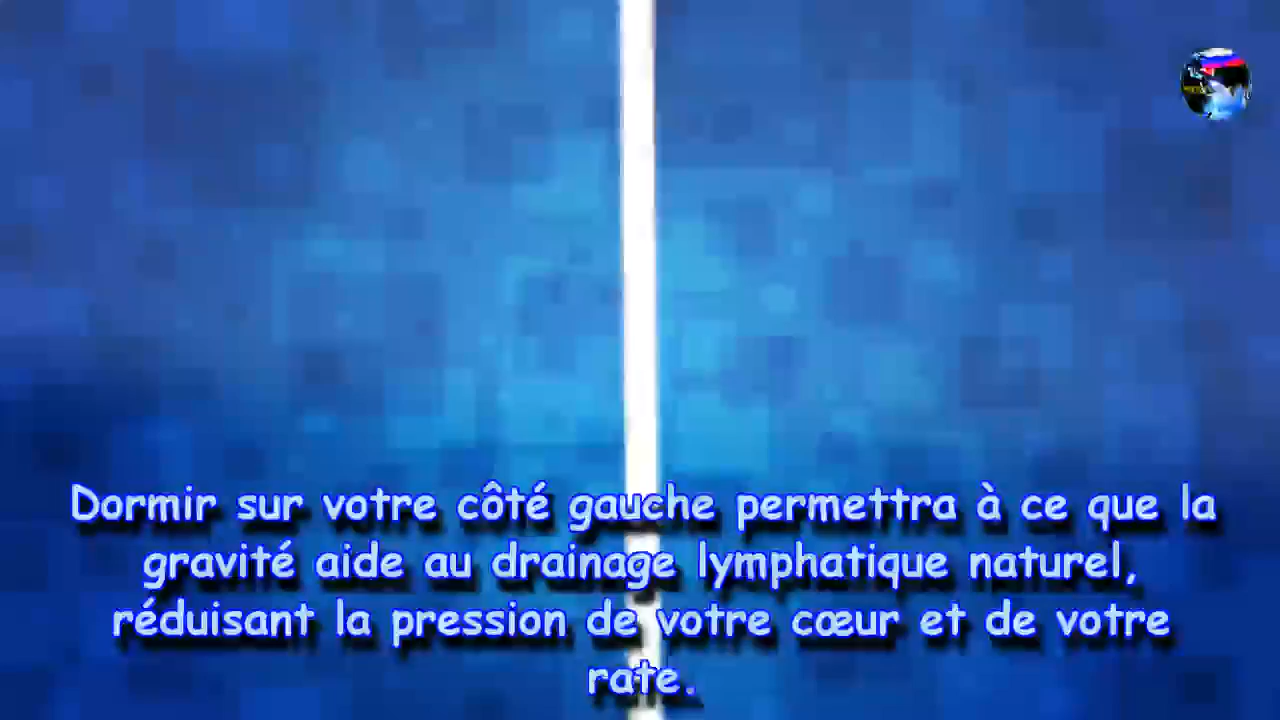 Dormir sur votre côté gauche permettra à ce que la
gravité aide au drainage lymphatique naturel,
réduisant la pression de votre cœur et de votre
rate.